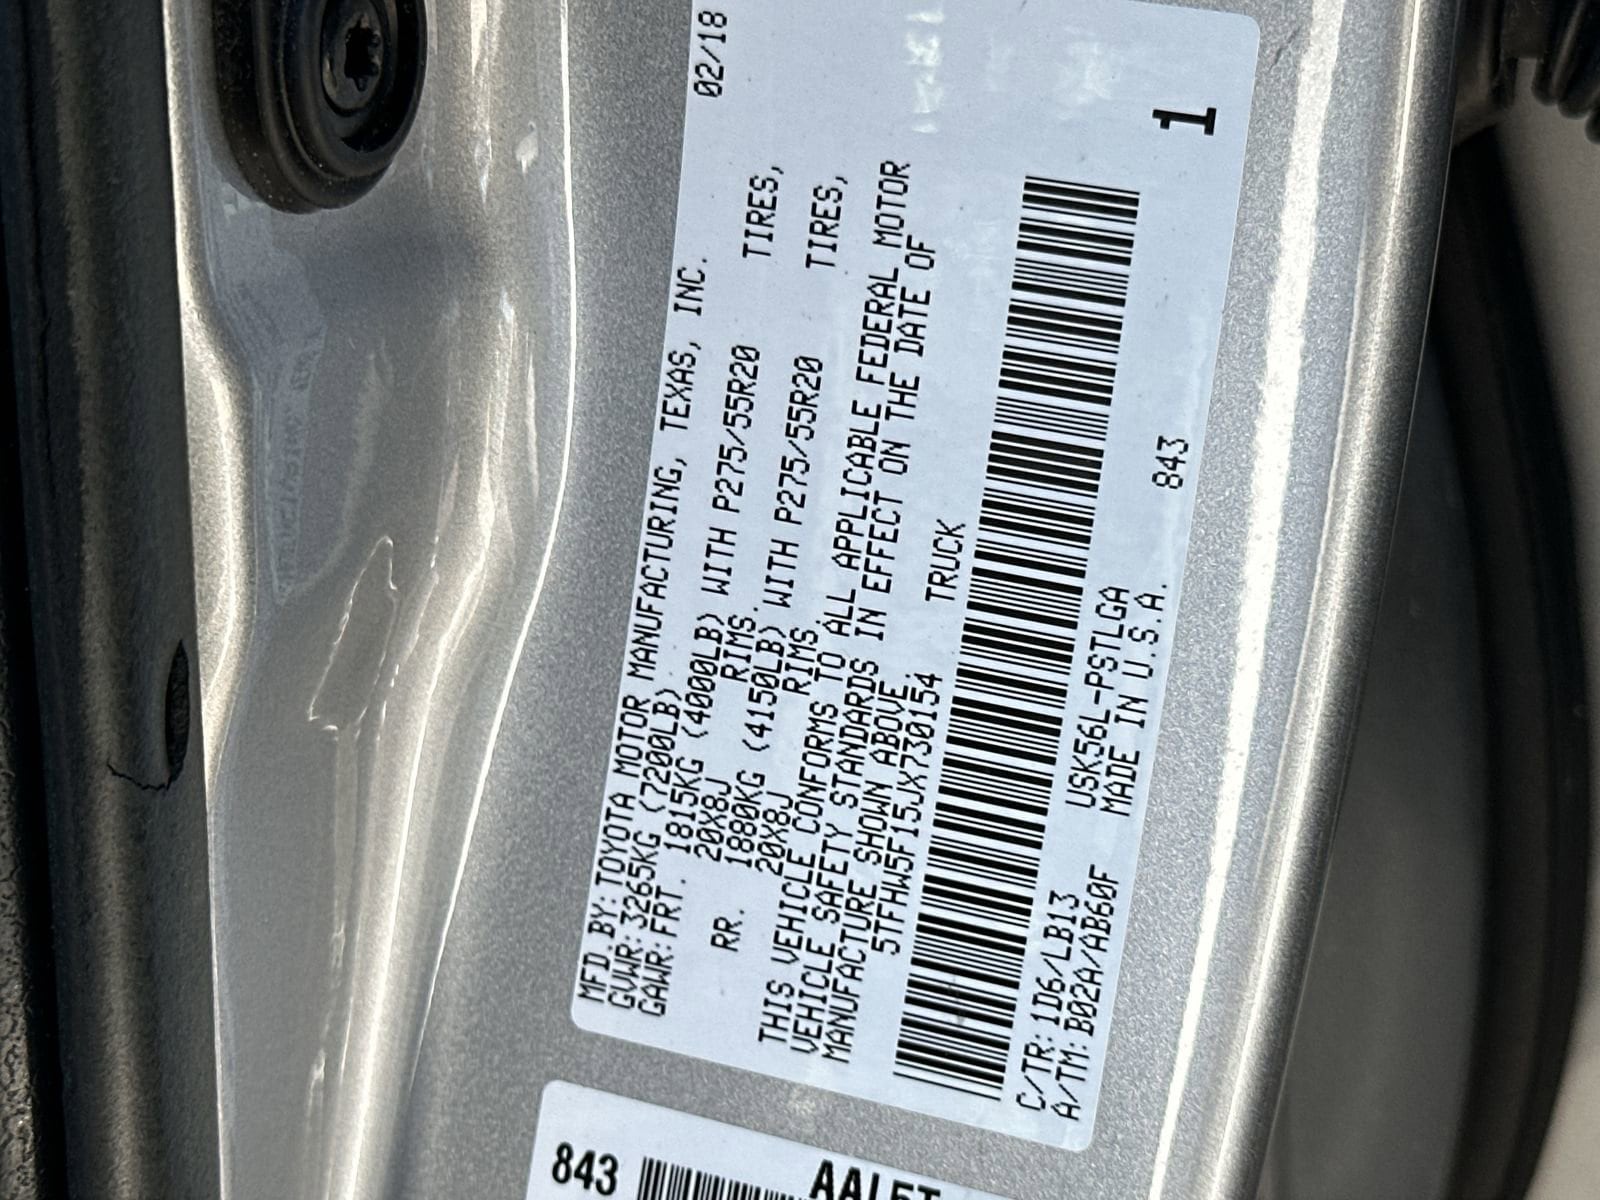 MFD.BY:TOYOTA MOTOR MANUFACTURING, TEXAS, INC. 02/18
GVWR:3265KG (7200LB)
GAWR:FRT. 1815KG (4000LB) WITH P275/55R20 TIRES,
20X8J RIMS.
RR. 1880KG (4150LB) WITH P275/55R20 TIRES,
20X8J RIMS
THIS VEHICLE CONFORMS TO ALL APPLICABLE FEDERAL MOTOR
VEHICLE SAFETY STANDARDS IN EFFECT ON THE DATE OF
MANUFACTURE SHOWN ABOVE.
5TFHW5F15JX730154 TRUCK
C/TR:1D6/LB13 USK56L-PSTLGA
A/TM:B02A/AB60F MADE IN U.S.A. 843 1
843